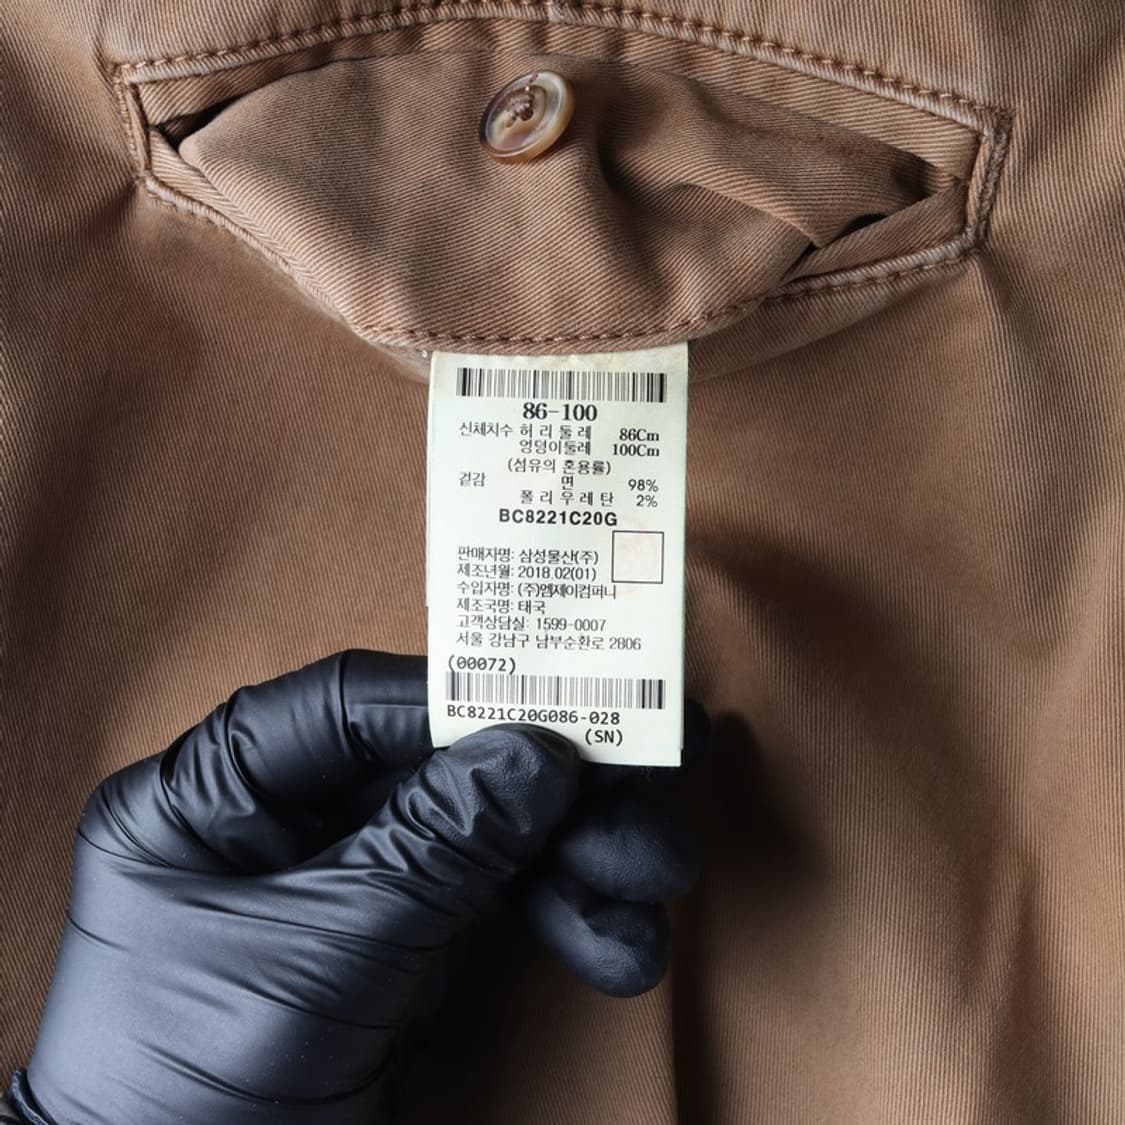 86-100
신체치수 허 리 둘 레 86Cm
엉덩이둘레 100Cm
(섬유의 혼용률)
겉감 면 98%
폴 리 우 레 탄 2%
BC8221C20G
판매자명: 삼성물산(주)
제조년월: 2018.02(01)
수입자명: (주)엠제이컴퍼니
제조국명: 태국
고객상담실: 1599-0007
서울 강남구 남부순환로 2806
(00072)
BC8221C20G086-028
(SN)